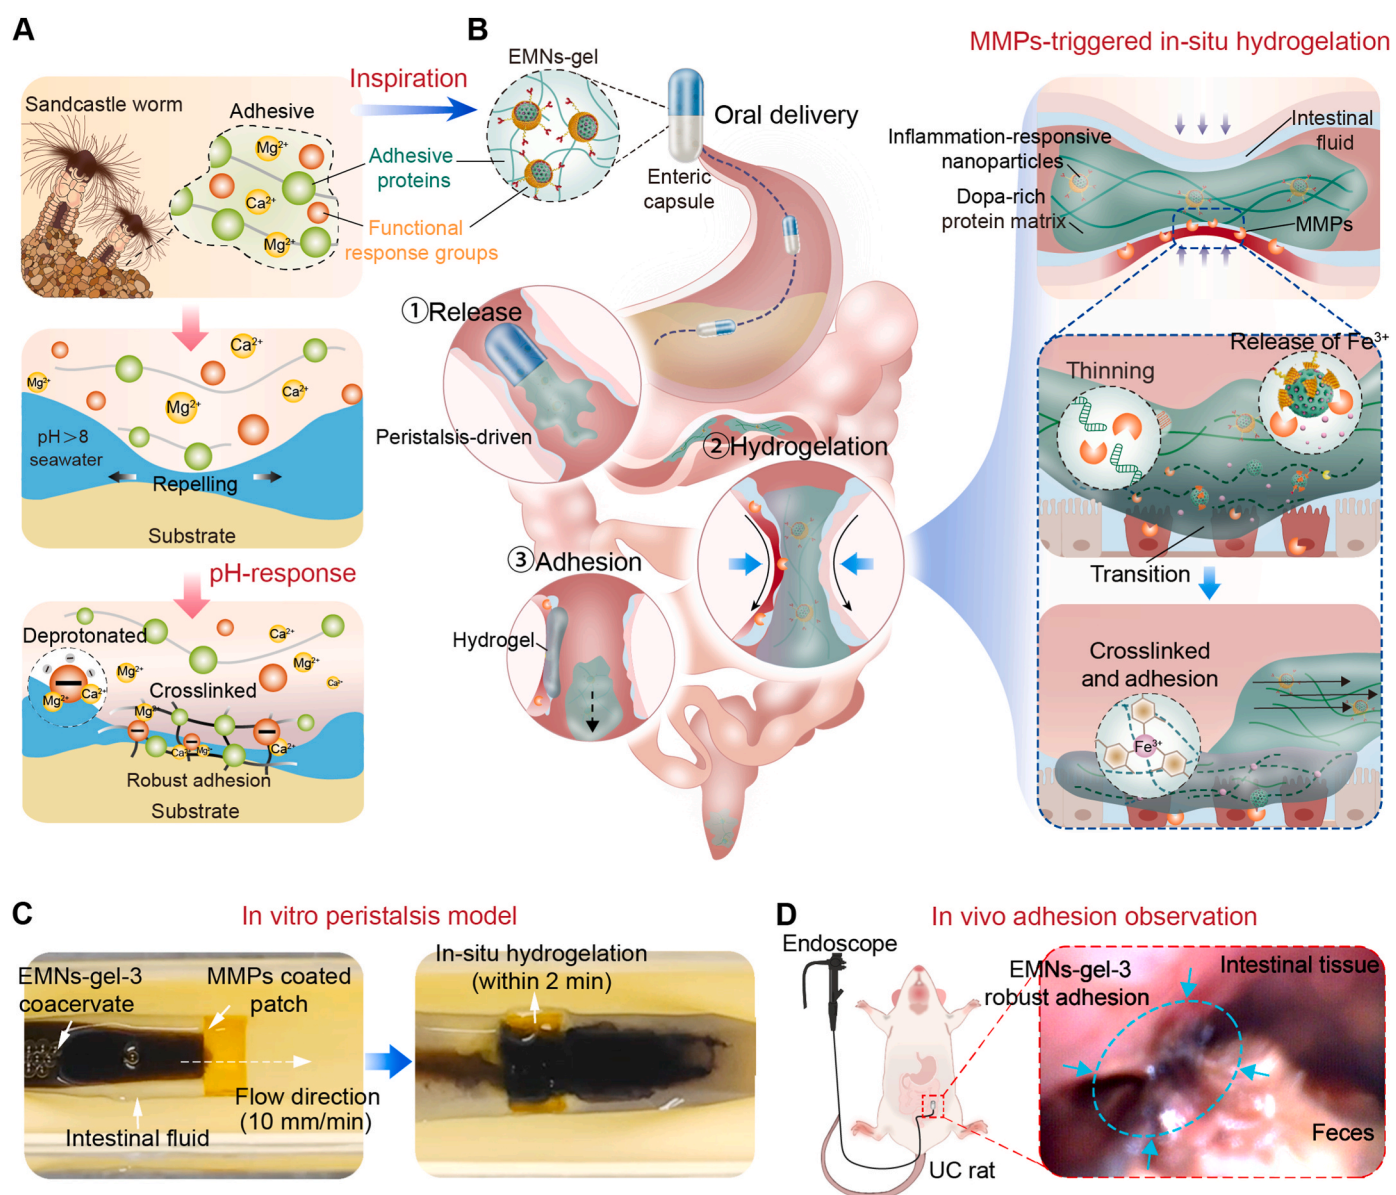 A
Sandcastle worm
Adhesive
Mg²⁺
Ca²⁺
Mg²⁺
Inspiration
Adhesive
proteins
Functional
response groups
Ca²⁺
Mg²⁺
Mg²⁺
Ca²⁺
pH＞8
seawater
Repelling
Substrate
pH-response
Deprotonated
Mg²⁺
Ca²⁺
Ca²⁺
Mg²⁺
Mg²⁺
Ca²⁺
Crosslinked
Mg²⁺
Ca²⁺
Mg²⁺
Ca²⁺
Robust adhesion
Substrate
B
EMNs-gel
Oral delivery
Enteric
capsule
①Release
Peristalsis-driven
②Hydrogelation
③Adhesion
Hydrogel
MMPs-triggered in-situ hydrogelation
Inflammation-responsive
nanoparticles
Dopa-rich
protein matrix
Intestinal
fluid
MMPs
Thinning
Release of Fe³⁺
Transition
Crosslinked
and adhesion
Fe³⁺
C
In vitro peristalsis model
EMNs-gel-3
coacervate
MMPs coated
patch
Flow direction
(10 mm/min)
Intestinal fluid
In-situ hydrogelation
(within 2 min)
D
In vivo adhesion observation
Endoscope
UC rat
EMNs-gel-3
robust adhesion
Intestinal tissue
Feces